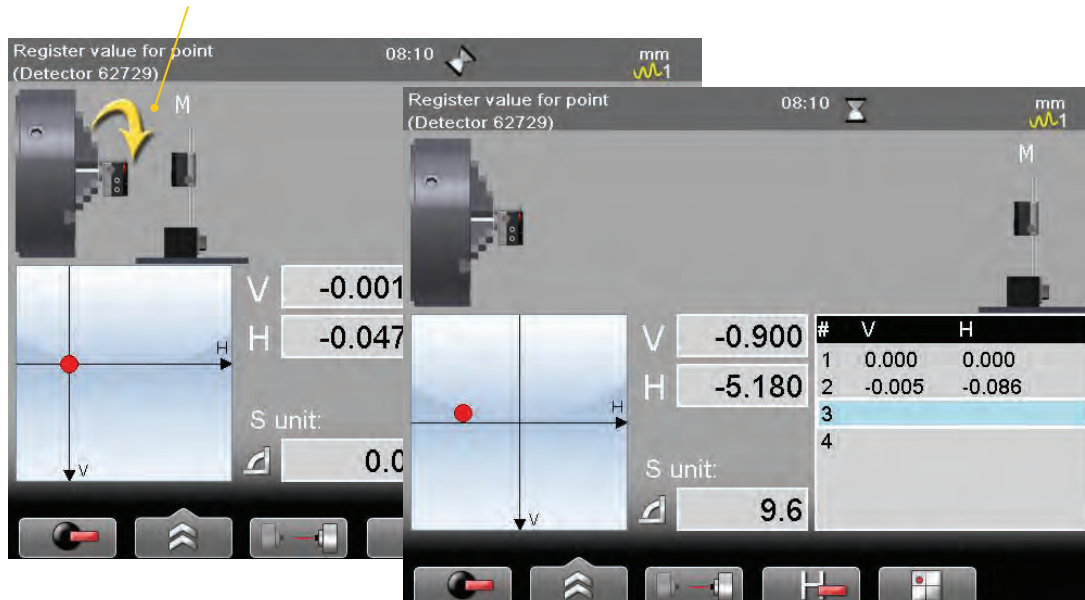 Register value for point
(Detector 62729)
08:10
mm
1
M
V -0.001
H -0.047
H
V
S unit:
0.0
Register value for point
(Detector 62729)
08:10
mm
1
M
V -0.900
H -5.180
H
V
S unit:
9.6
# V H
1 0.000 0.000
2 -0.005 -0.086
3
4
H